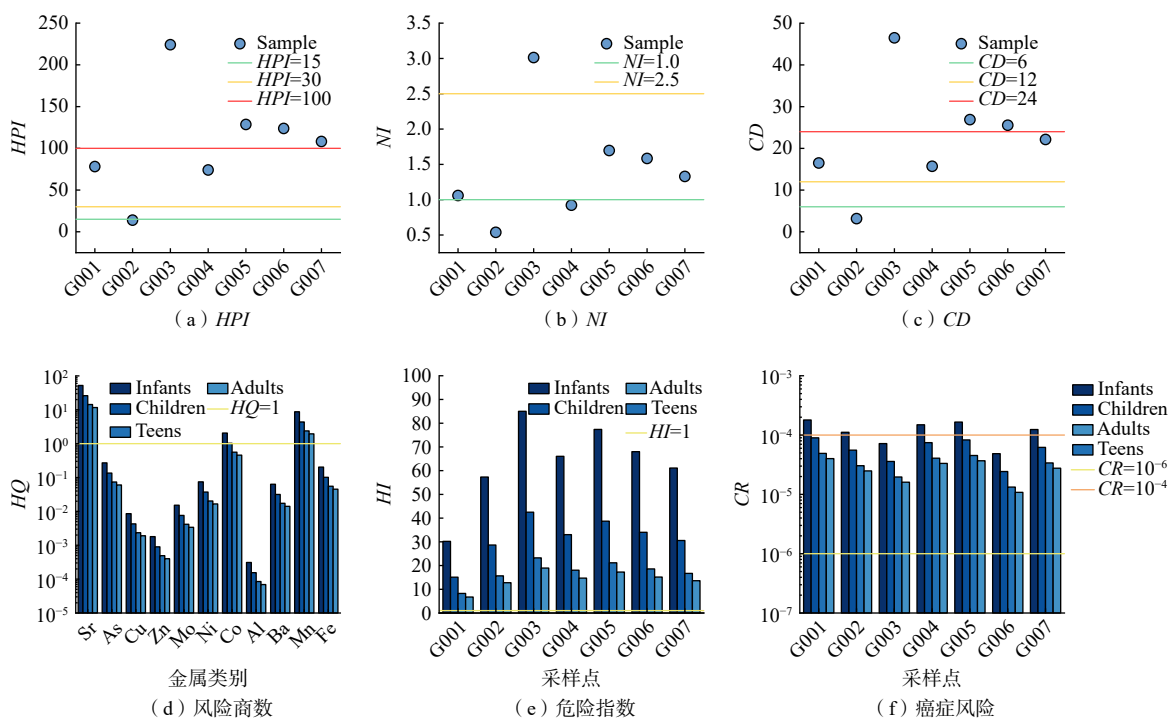 250
200
150
100
50
0
HPI
Sample
HPI=15
HPI=30
HPI=100
G001 G002 G003 G004 G005 G006 G007
(a) HPI
3.5
3.0
2.5
2.0
1.5
1.0
0.5
NI
Sample
NI=1.0
NI=2.5
G001 G002 G003 G004 G005 G006 G007
(b) NI
50
40
30
20
10
0
CD
Sample
CD=6
CD=12
CD=24
G001 G002 G003 G004 G005 G006 G007
(c) CD
10²
10¹
10⁰
10⁻¹
10⁻²
10⁻³
10⁻⁴
10⁻⁵
HQ
Infants Adults
Children HQ=1
Teens
Sr As Cu Zn Mo Ni Co Al Ba Mn Fe
金属类别
(d)风险商数
100
90
80
70
60
50
40
30
20
10
0
HI
Infants Adults
Children Teens
HI=1
G001 G002 G003 G004 G005 G006 G007
采样点
(e)危险指数
10⁻³
10⁻⁴
10⁻⁵
10⁻⁶
10⁻⁷
CR
Infants
Children
Adults
Teens
CR=10⁻⁶
CR=10⁻⁴
G001 G002 G003 G004 G005 G006 G007
采样点
(f)癌症风险